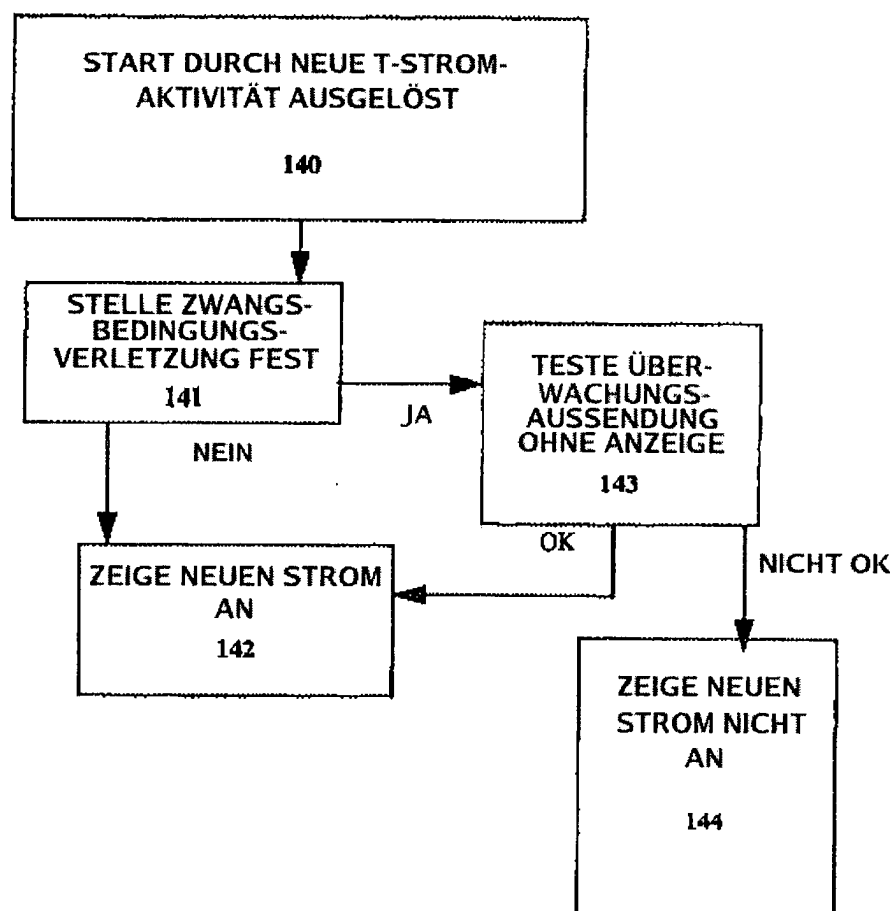 START DURCH NEUE T-STROM-
AKTIVITÄT AUSGELÖST
140
STELLE ZWANGS-
BEDINGUNGS-
VERLETZUNG FEST
141
JA
NEIN
TESTE ÜBER-
WACHUNGS-
AUSSENDUNG
OHNE ANZEIGE
143
OK
NICHT OK
ZEIGE NEUEN STROM
AN
142
ZEIGE NEUEN
STROM NICHT
AN
144